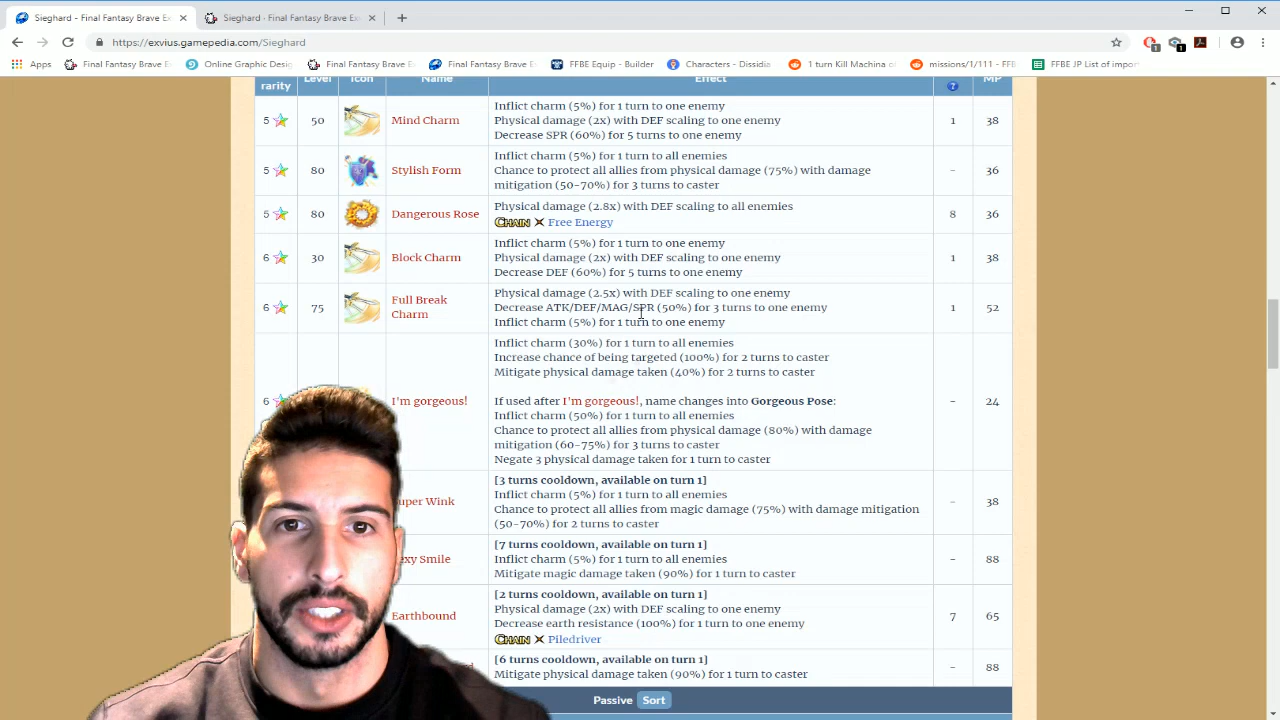 Sieghard - Final Fantasy Brave Ex
Sieghard - Final Fantasy Brave Ex
https://exvius.gamepedia.com/Sieghard
Apps
Final Fantasy Brave E
Online Graphic Desig
Final Fantasy Brave E
Final Fantasy Brave E
FFBE Equip - Builder
Characters - Dissidia
1 turn Kill Machina o
missions/1/111 - FF
FFBE JP List of impor
rarity Level Icon Name Effect MP
5 50 Mind Charm
Inflict charm (5%) for 1 turn to one enemy
Physical damage (2x) with DEF scaling to one enemy
Decrease SPR (60%) for 5 turns to one enemy
1 38
5 80 Stylish Form
Inflict charm (5%) for 1 turn to all enemies
Chance to protect all allies from physical damage (75%) with damage
mitigation (50-70%) for 3 turns to caster
- 36
5 80 Dangerous Rose
Physical damage (2.8x) with DEF scaling to all enemies
CHAIN Free Energy
8 36
6 30 Block Charm
Inflict charm (5%) for 1 turn to one enemy
Physical damage (2x) with DEF scaling to one enemy
Decrease DEF (60%) for 5 turns to one enemy
1 38
6 75 Full Break
Charm
Physical damage (2.5x) with DEF scaling to one enemy
Decrease ATK/DEF/MAG/SPR (50%) for 3 turns to one enemy
Inflict charm (5%) for 1 turn to one enemy
1 52
6 I'm gorgeous!
Inflict charm (30%) for 1 turn to all enemies
Increase chance of being targeted (100%) for 2 turns to caster
Mitigate physical damage taken (40%) for 2 turns to caster
If used after I'm gorgeous!, name changes into Gorgeous Pose:
Inflict charm (50%) for 1 turn to all enemies
Chance to protect all allies from physical damage (80%) with damage
mitigation (60-75%) for 3 turns to caster
Negate 3 physical damage taken for 1 turn to caster
- 24
uper Wink
[3 turns cooldown, available on turn 1]
Inflict charm (5%) for 1 turn to all enemies
Chance to protect all allies from magic damage (75%) with damage mitigation
(50-70%) for 2 turns to caster
- 38
exy Smile
[7 turns cooldown, available on turn 1]
Inflict charm (5%) for 1 turn to all enemies
Mitigate magic damage taken (90%) for 1 turn to caster
- 88
Earthbound
[2 turns cooldown, available on turn 1]
Physical damage (2x) with DEF scaling to one enemy
Decrease earth resistance (100%) for 1 turn to one enemy
CHAIN Piledriver
7 65
[6 turns cooldown, available on turn 1]
Mitigate physical damage taken (90%) for 1 turn to caster
- 88
Passive Sort